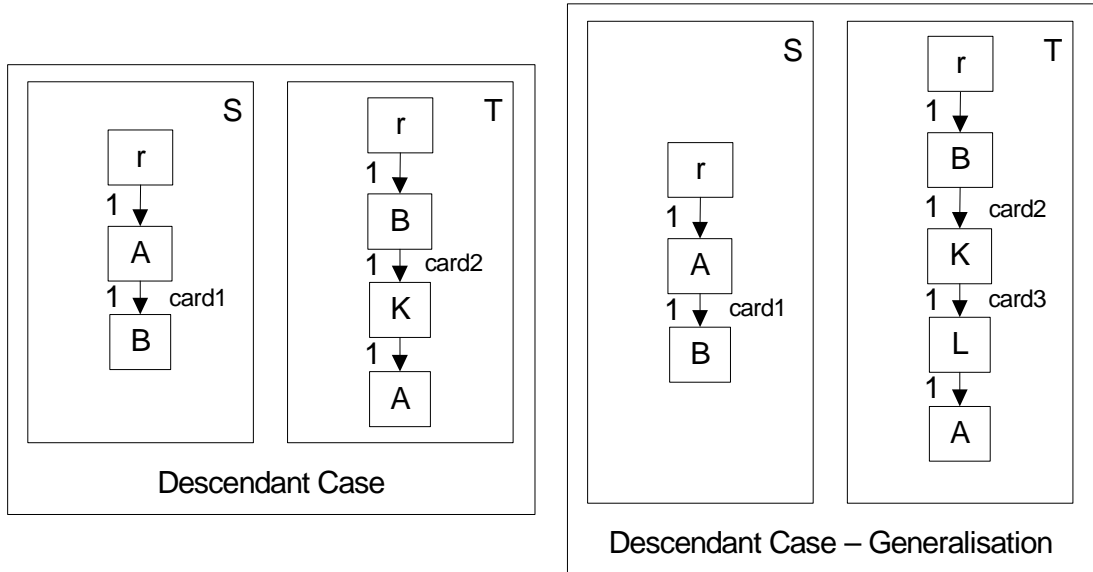 S
r
1
A
1 card1
B
T
r
1
B
1 card2
K
1
A
Descendant Case
S
r
1
A
1 card1
B
T
r
1
B
1 card2
K
1 card3
L
1
A
Descendant Case – Generalisation